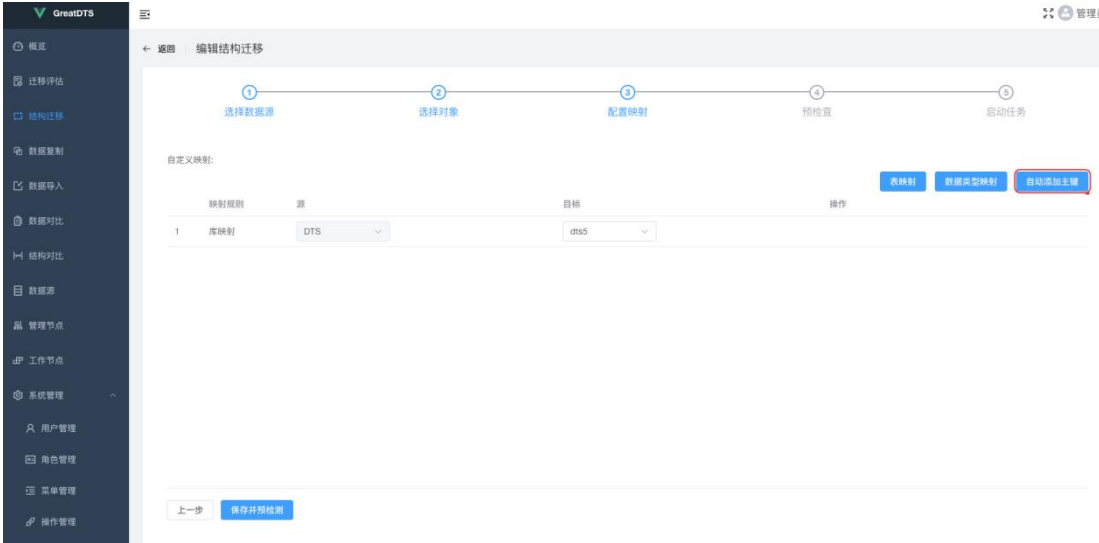 GreatDTS
管理
概览
返回 编辑结构迁移
迁移评估
1 2 3 4 5
选择数据源 选择对象 配置映射 预检查 启动任务
结构迁移
数据复制
自定义映射:
数据导入
表映射 数据类型映射 自动添加主键
映射规则 源 目标 操作
数据对比
1 库映射 DTS dts5
结构对比
数据源
管理节点
工作节点
系统管理
用户管理
角色管理
菜单管理
上一步 保存并预检测
操作管理